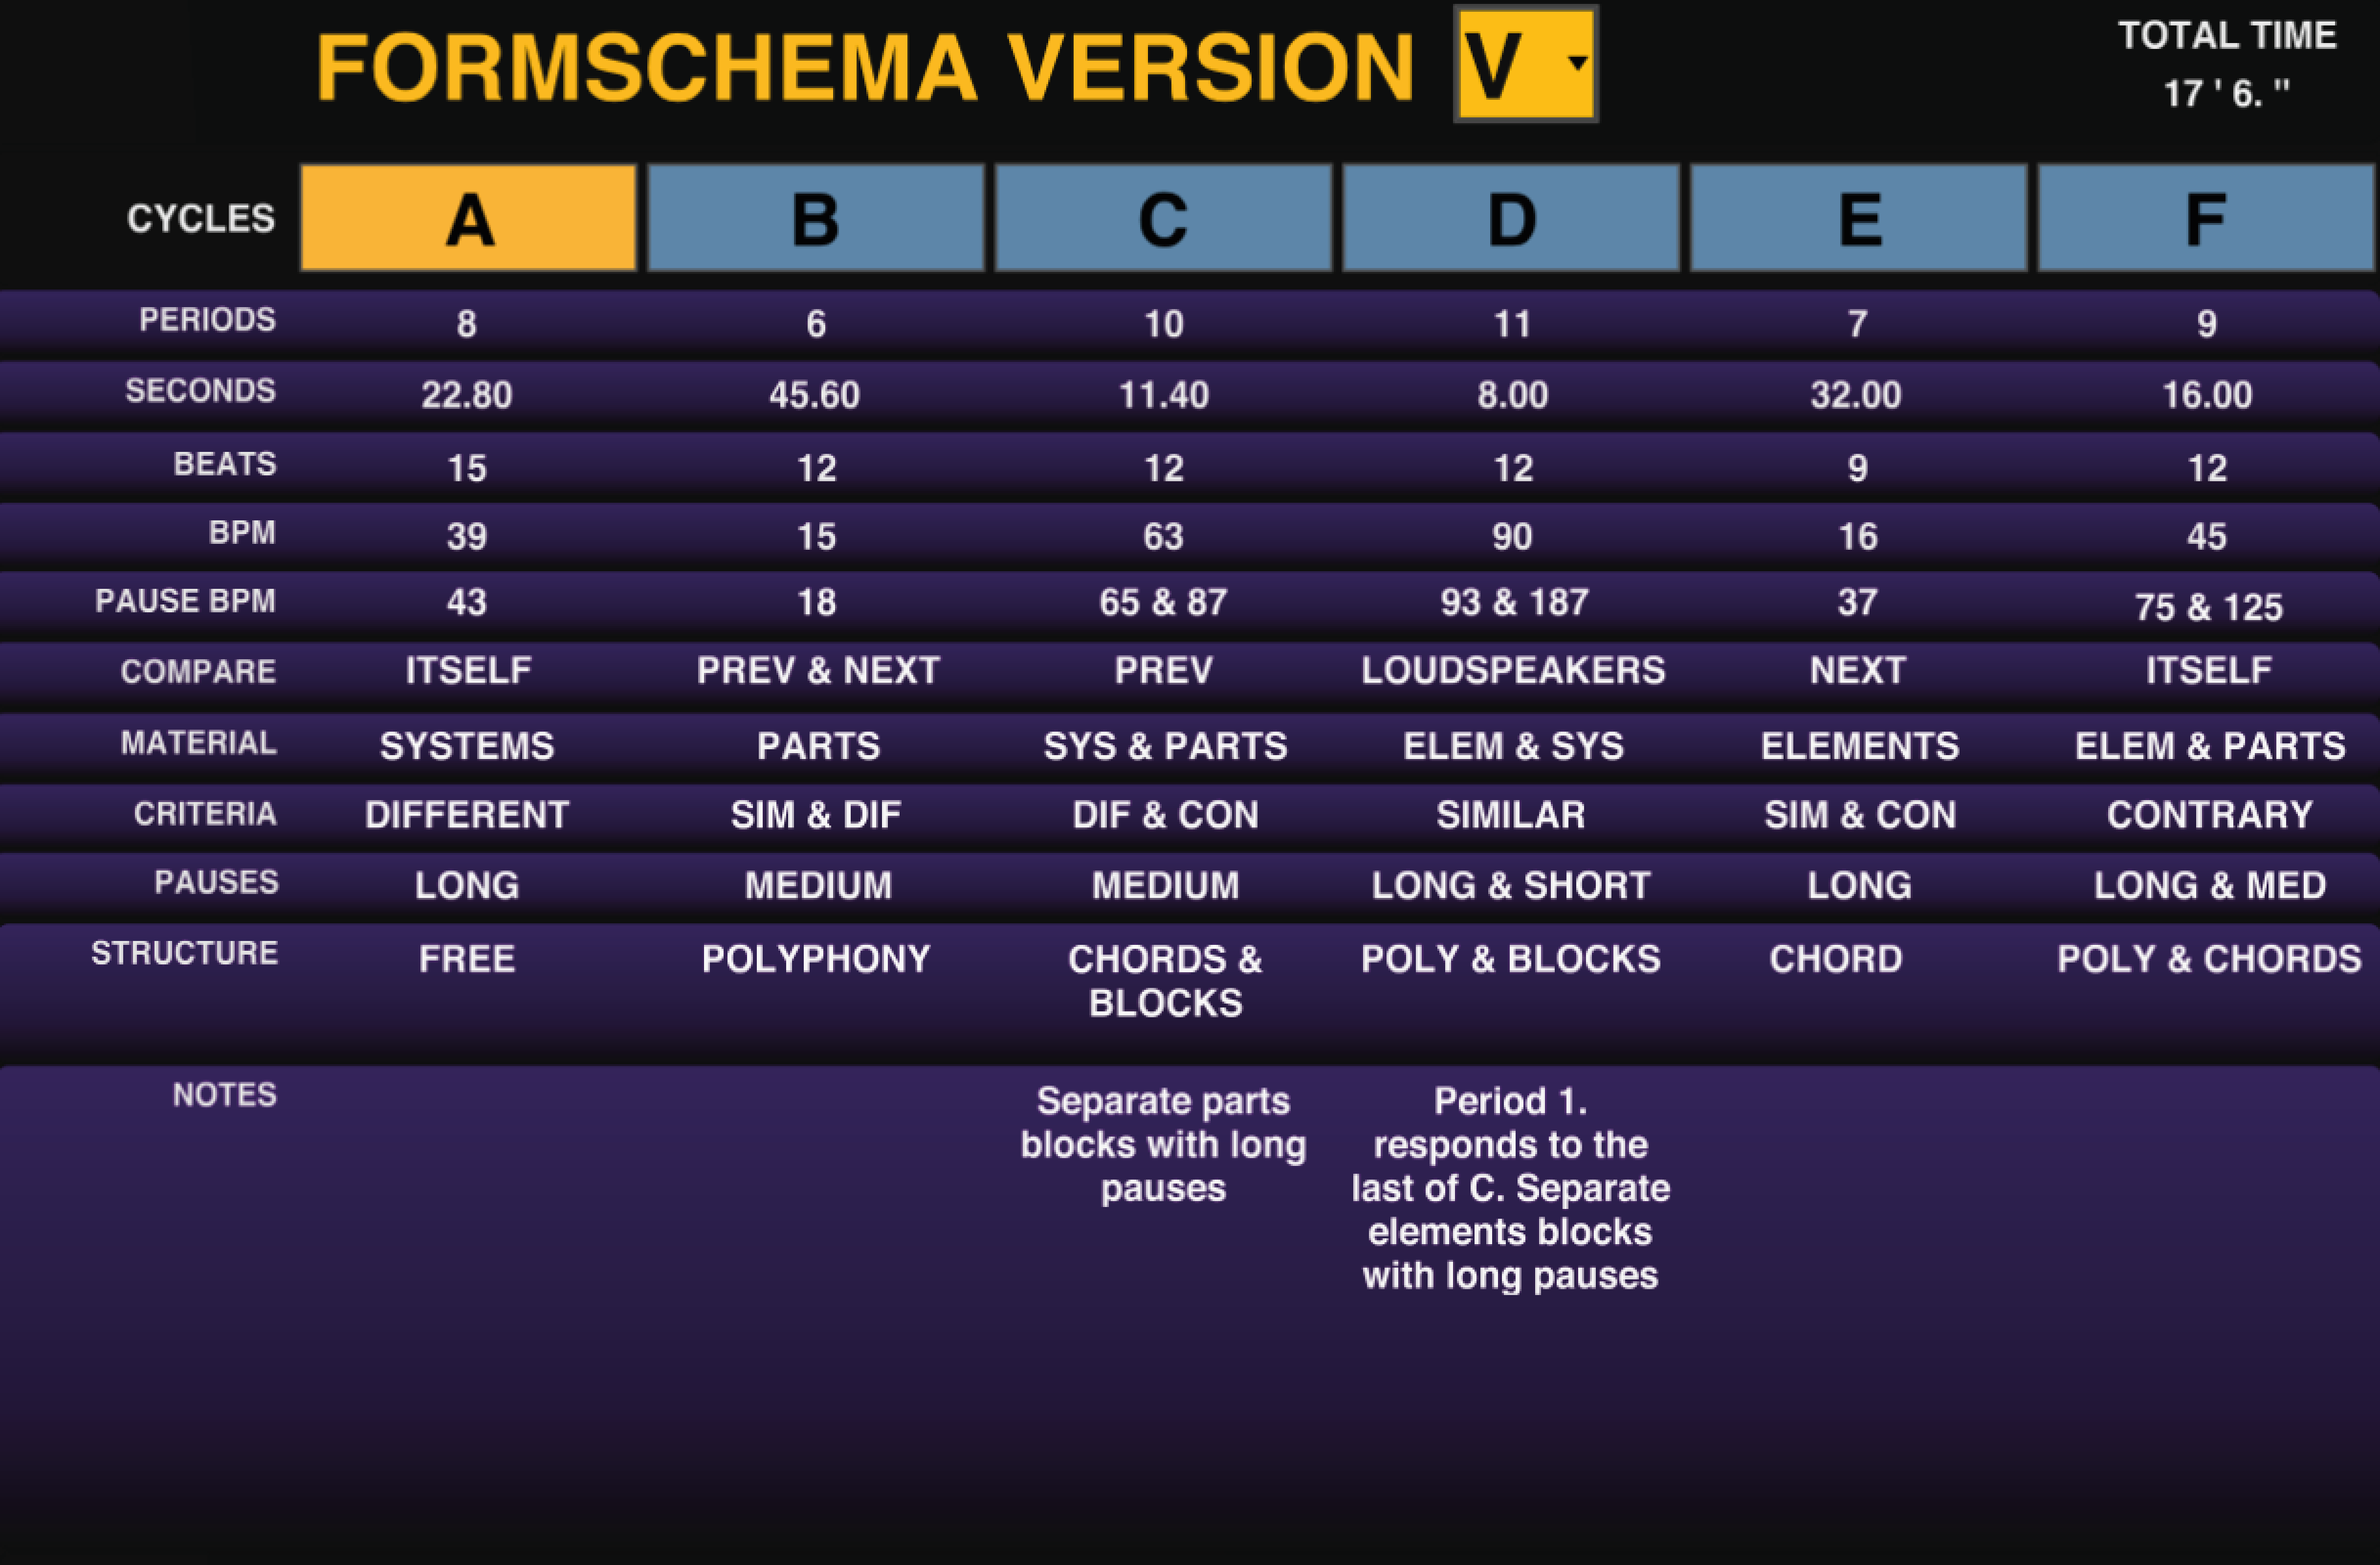 FORMSCHEMA VERSION V
TOTAL TIME
17 ' 6. "
CYCLES A B C D E F
PERIODS 8 6 10 11 7 9
SECONDS 22.80 45.60 11.40 8.00 32.00 16.00
BEATS 15 12 12 12 9 12
BPM 39 15 63 90 16 45
PAUSE BPM 43 18 65 & 87 93 & 187 37 75 & 125
COMPARE ITSELF PREV & NEXT PREV LOUDSPEAKERS NEXT ITSELF
MATERIAL SYSTEMS PARTS SYS & PARTS ELEM & SYS ELEMENTS ELEM & PARTS
CRITERIA DIFFERENT SIM & DIF DIF & CON SIMILAR SIM & CON CONTRARY
PAUSES LONG MEDIUM MEDIUM LONG & SHORT LONG LONG & MED
STRUCTURE FREE POLYPHONY CHORDS & POLY & BLOCKS CHORD POLY & CHORDS
BLOCKS
NOTES
Separate parts
blocks with long
pauses
Period 1.
responds to the
last of C. Separate
elements blocks
with long pauses